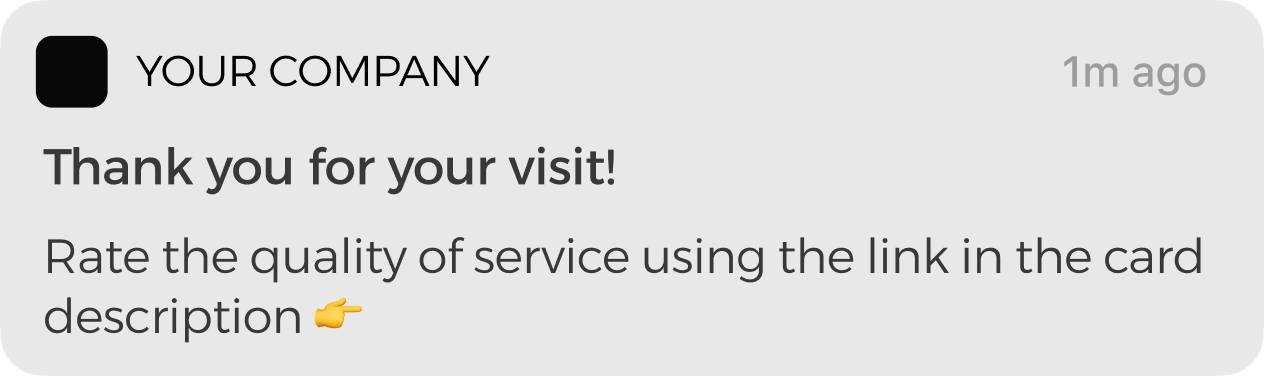 YOUR COMPANY 1m ago
Thank you for your visit!
Rate the quality of service using the link in the card
description 👉